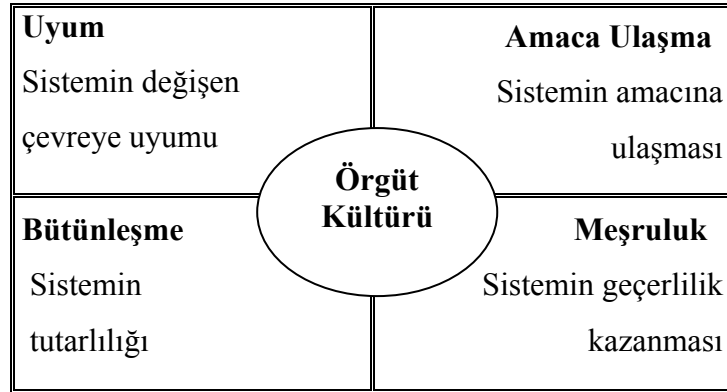 Uyum
Sistemin değişen
çevreye uyumu
Amaca Ulaşma
Sistemin amacına
ulaşması
Örgüt
Kültürü
Bütünleşme
Sistemin
tutarlılığı
Meşruluk
Sistemin geçerlilik
kazanması